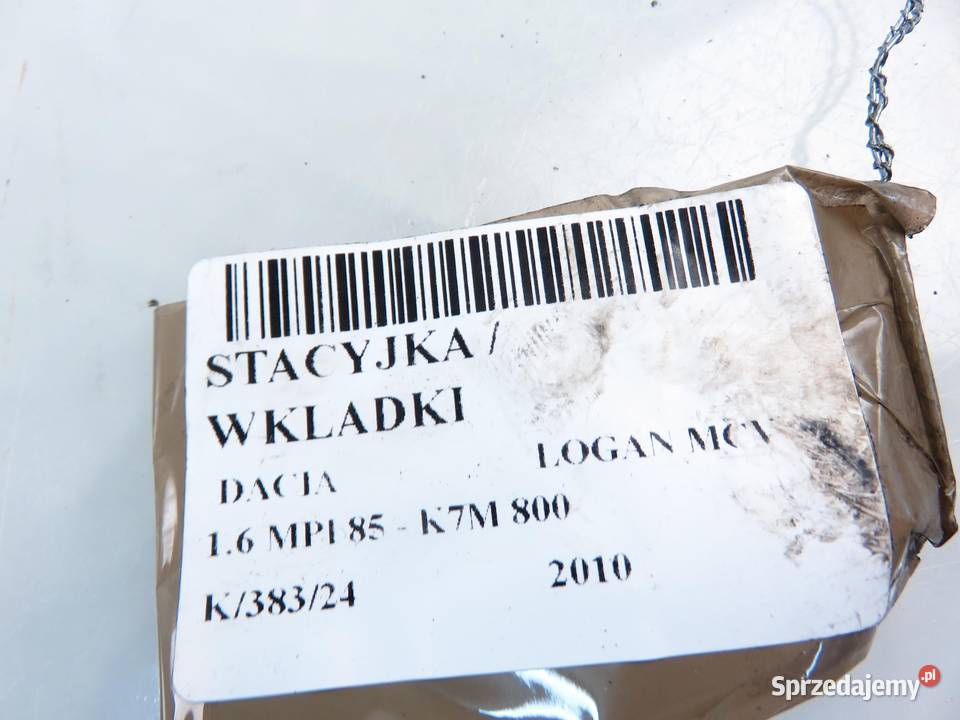 STACYJKA /
WKLADKI
DACIA LOGAN MCV
1.6 MPI 85 - K7M 800
K/383/24 2010
Sprzedajemy.pl